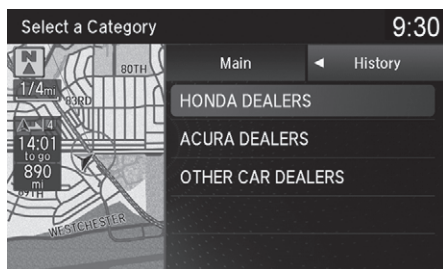 Select a Category
9:30
N
80TH
Main
History
1/4mi
83RD
HONDA DEALERS
4
14:01
to go
890
mi
ACURA DEALERS
OTHER CAR DEALERS
WESTCHESTER